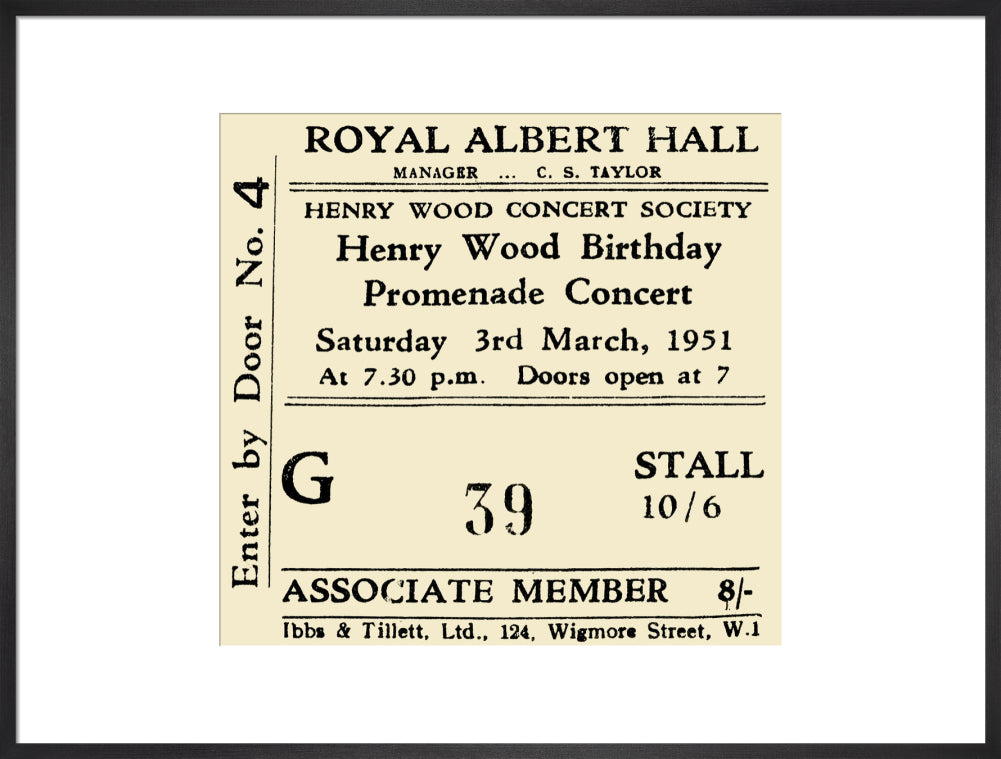 ROYAL ALBERT HALL
MANAGER ... C. S. TAYLOR
HENRY WOOD CONCERT SOCIETY
Henry Wood Birthday
Promenade Concert
Saturday 3rd March, 1951
At 7.30 p.m. Doors open at 7
Enter by Door No. 4
G
39
STALL
10/6
ASSOCIATE MEMBER 8/-
Ibbs & Tillett, Ltd., 124, Wigmore Street, W.1